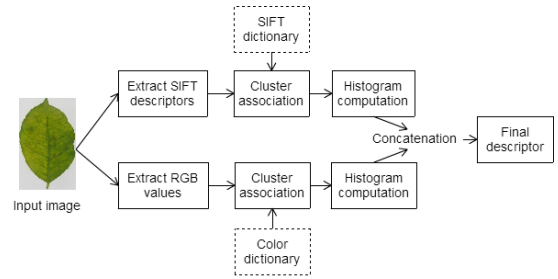 SIFT
dictionary
Extract SIFT
descriptors
Cluster
association
Histogram
computation
Concatenation
Final
descriptor
Input image
Extract RGB
values
Cluster
association
Histogram
computation
Color
dictionary